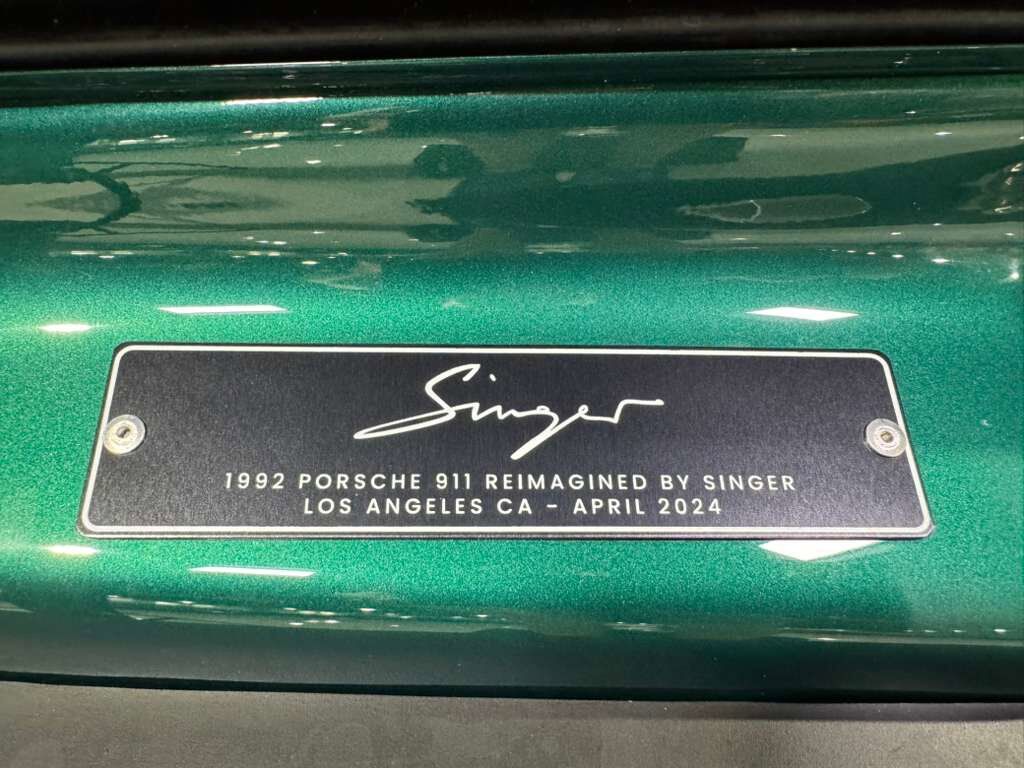 Singer
1992 PORSCHE 911 REIMAGINED BY SINGER
LOS ANGELES CA - APRIL 2024